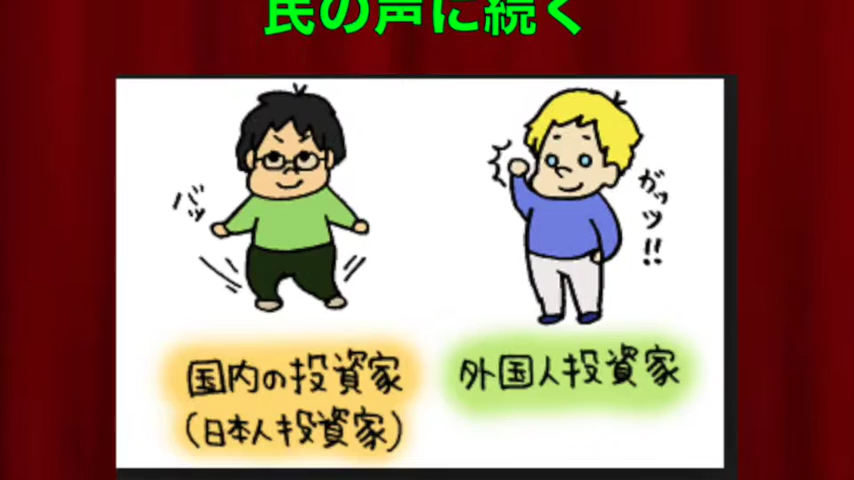 民の声に続く
バッ
ガッツ!!
国内の投資家
(日本人投資家)
外国人投資家